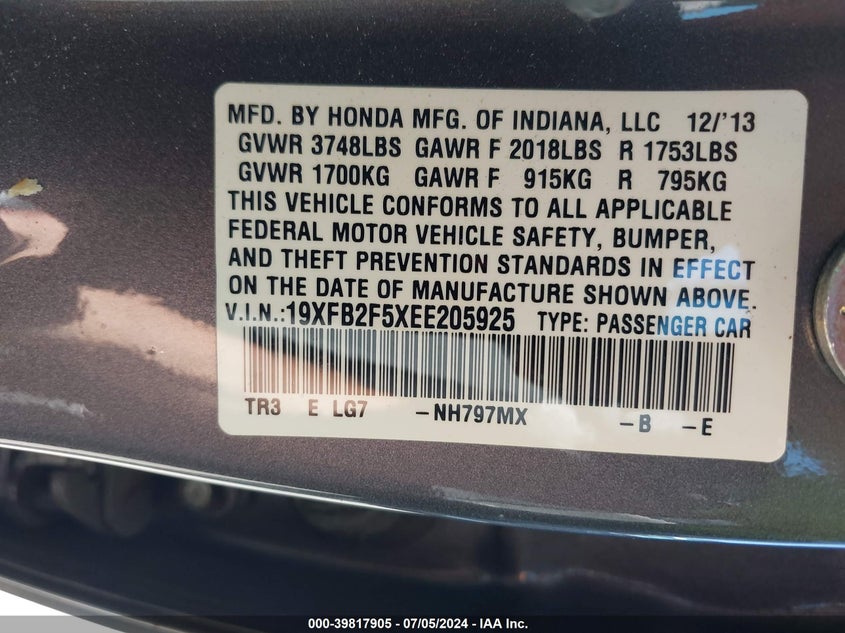 MFD. BY HONDA MFG. OF INDIANA, LLC 12/'13
GVWR 3748LBS GAWR F 2018LBS R 1753LBS
GVWR 1700KG GAWR F 915KG R 795KG
THIS VEHICLE CONFORMS TO ALL APPLICABLE
FEDERAL MOTOR VEHICLE SAFETY, BUMPER,
AND THEFT PREVENTION STANDARDS IN EFFECT
ON THE DATE OF MANUFACTURE SHOWN ABOVE.
V.I.N.:19XFB2F5XEE205925 TYPE: PASSENGER CAR
TR3 E LG7 -NH797MX -B -E
000-39817905 - 07/05/2024 - IAA Inc.